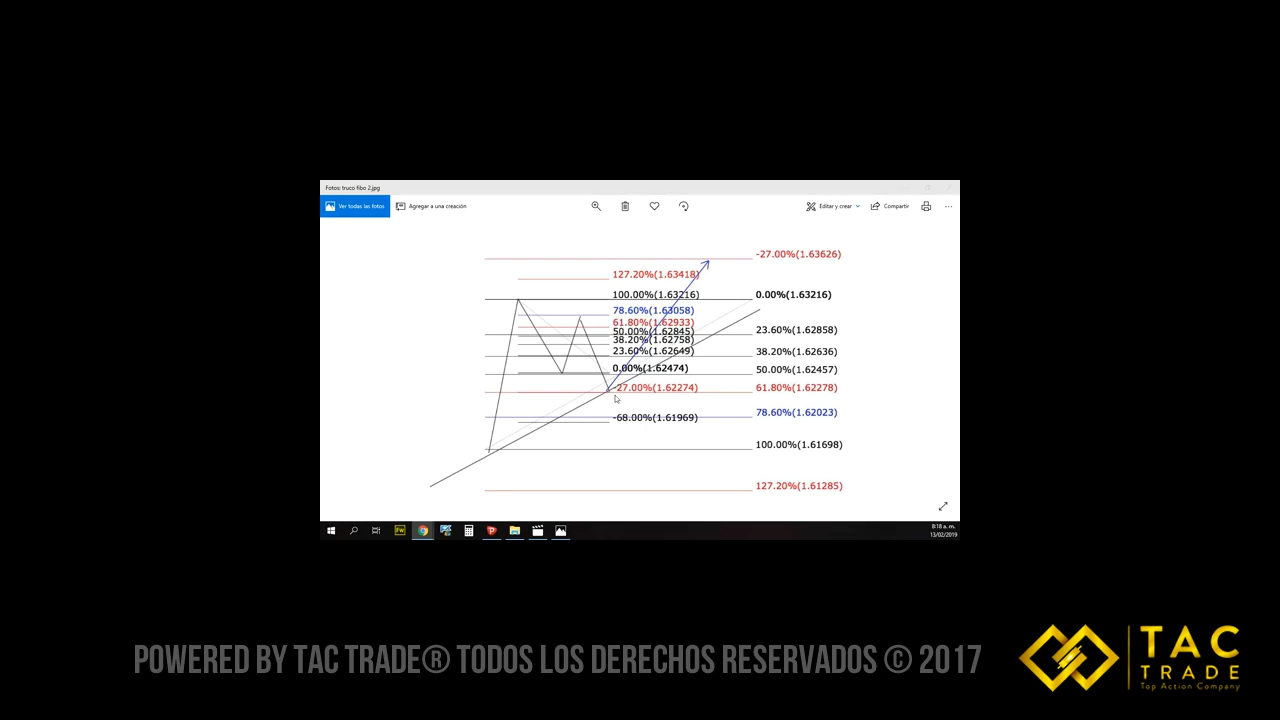 Fotos: truco fibo 2.jpg
Ver todas las fotos
Agregar a una creación
Editar y crear
Compartir
-27.00%(1.63626)
127.20%(1.63418)
100.00%(1.63216)
0.00%(1.63216)
78.60%(1.63058)
61.80%(1.62933)
50.00%(1.62845)
23.60%(1.62858)
38.20%(1.62758)
23.60%(1.62649)
38.20%(1.62636)
0.00%(1.62474)
50.00%(1.62457)
-27.00%(1.62274)
61.80%(1.62278)
-68.00%(1.61969)
78.60%(1.62023)
100.00%(1.61698)
127.20%(1.61285)
Fw
8:18 a. m.
13/02/2019
POWERED BY TAC TRADE® TODOS LOS DERECHOS RESERVADOS © 2017
TAC
TRADE
Top Action Company